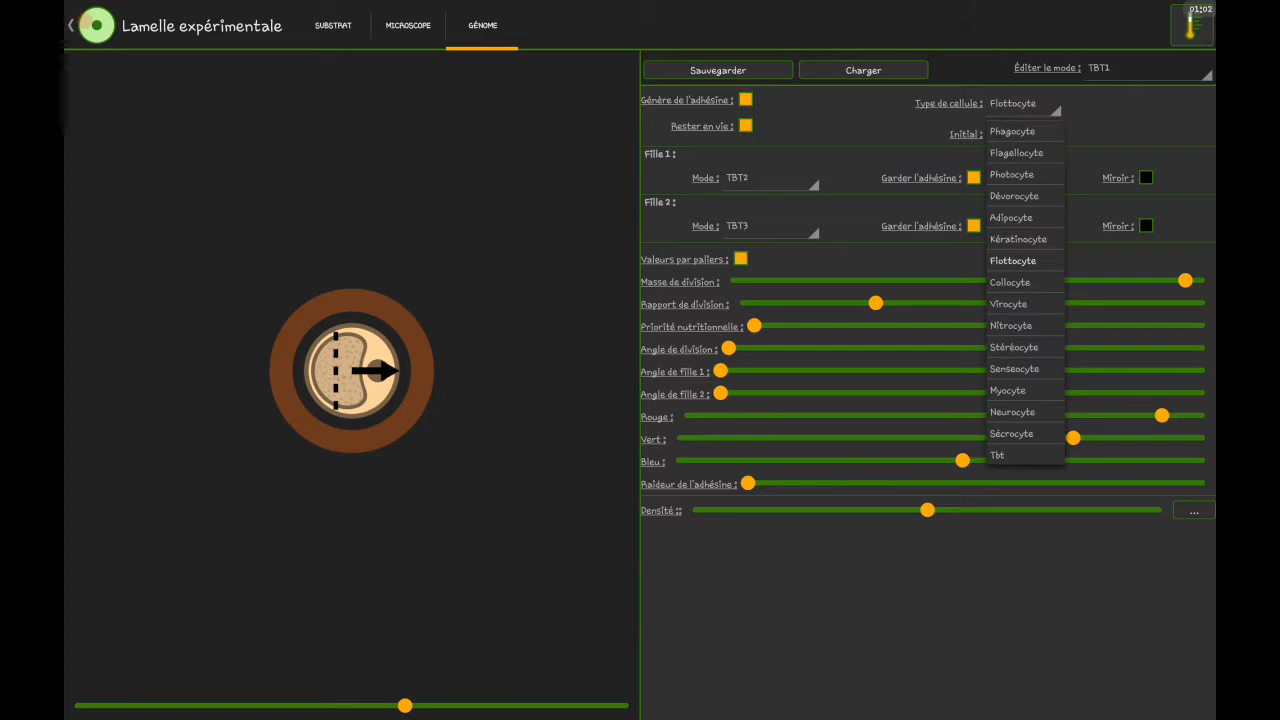 01:02
Lamelle expérimentale
SUBSTRAT
MICROSCOPE
GÉNOME
Sauvegarder
Charger
Éditer le mode :
TBT1
Génère de l'adhésine :
Type de cellule :
Flottocyte
Rester en vie :
Initial :
Phagocyte
Flagellocyte
Photocyte
Dévorocyte
Adipocyte
Kératinocyte
Flottocyte
Collocyte
Virocyte
Nitrocyte
Stéréocyte
Senseocyte
Myocyte
Neurocyte
Sécrocyte
Tbt
Fille 1 :
Mode :
TBT2
Garder l'adhésine :
Miroir :
Fille 2 :
Mode :
TBT3
Garder l'adhésine :
Miroir :
Valeurs par paliers :
Masse de division :
Rapport de division :
Priorité nutritionnelle :
Angle de division :
Angle de fille 1 :
Angle de fille 2 :
Rouge :
Vert :
Bleu :
Raideur de l'adhésine :
Densité ::
...